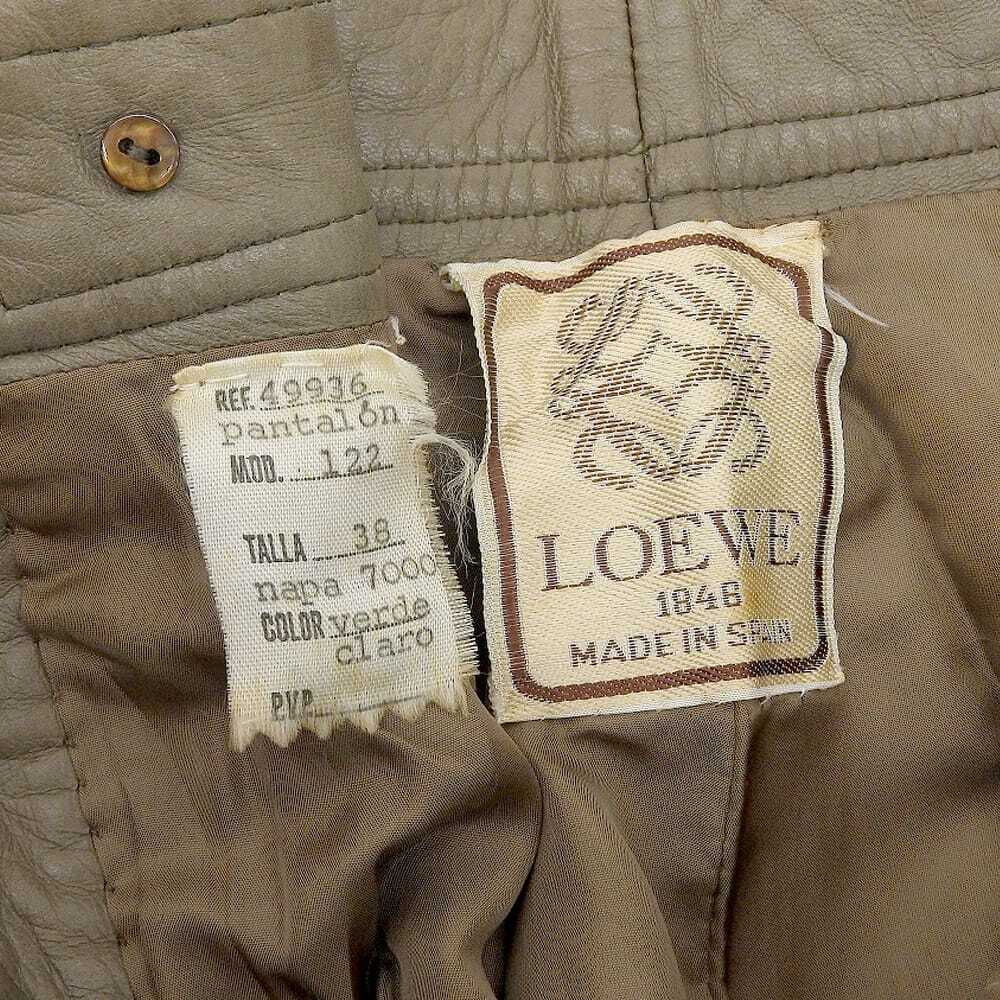 REF. 49936
pantalón
MOD. 122
TALLA 38
napa 7000
COLOR verde
claro
P.V.P.
LOEWE
1846
MADE IN SPAIN